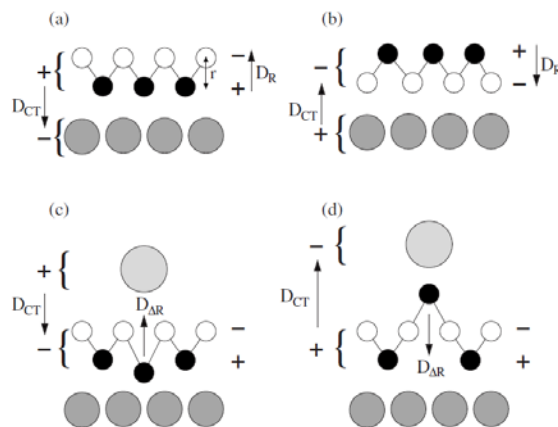 (a)
+ {
D_CT
− {
r
−
+
D_R
(b)
− {
D_CT
+ {
+
−
D_R
(c)
+ {
D_CT
− {
D_ΔR
−
+
(d)
− {
D_CT
+ {
D_ΔR
−
+